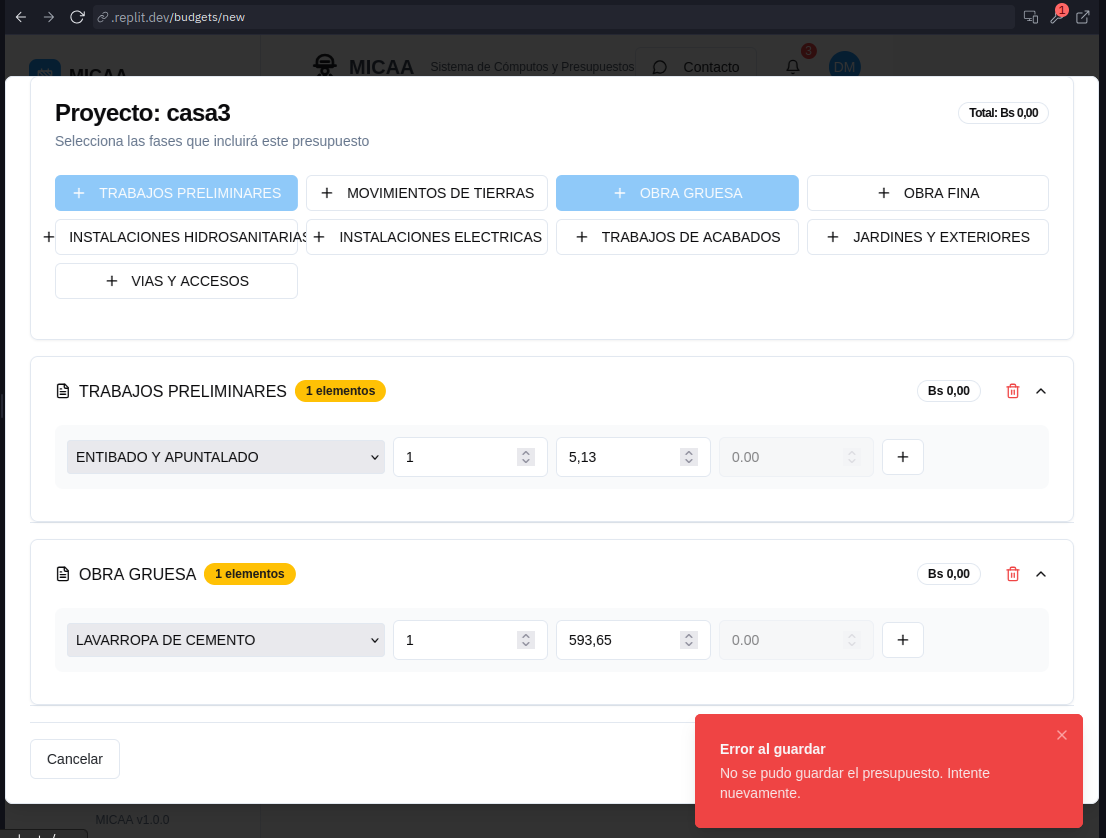 .replit.dev/budgets/new
1
MICAA
MICAA
Sistema de Cómputos y Presupuestos
Contacto
3
DM
Proyecto: casa3
Total: Bs 0,00
Selecciona las fases que incluirá este presupuesto
TRABAJOS PRELIMINARES
MOVIMIENTOS DE TIERRAS
OBRA GRUESA
OBRA FINA
INSTALACIONES HIDROSANITARIAS
INSTALACIONES ELECTRICAS
TRABAJOS DE ACABADOS
JARDINES Y EXTERIORES
VIAS Y ACCESOS
TRABAJOS PRELIMINARES
1 elementos
Bs 0,00
ENTIBADO Y APUNTALADO
1
5,13
0.00
OBRA GRUESA
1 elementos
Bs 0,00
LAVARROPA DE CEMENTO
1
593,65
0.00
Cancelar
Error al guardar
No se pudo guardar el presupuesto. Intente
nuevamente.
MICAA v1.0.0